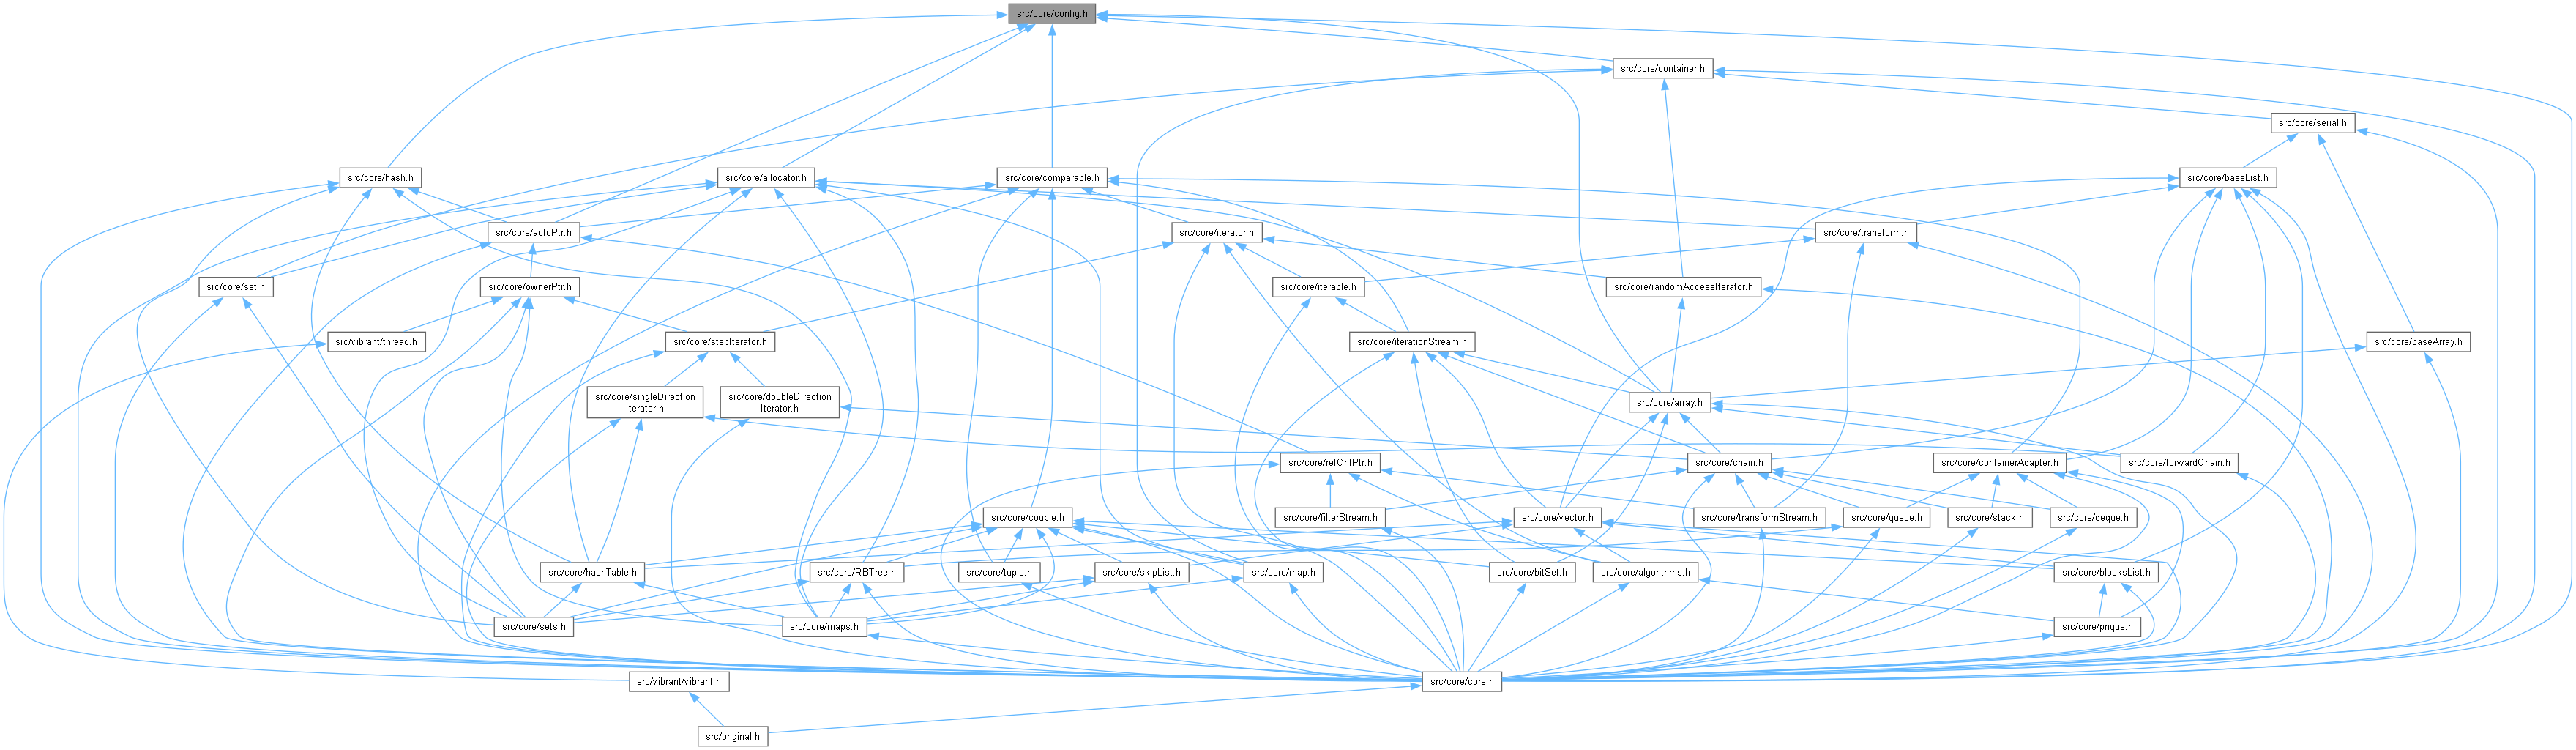 src/core/config.h
src/core/container.h
src/core/serial.h
src/core/hash.h
src/core/allocator.h
src/core/comparable.h
src/core/baseList.h
src/core/autoPtr.h
src/core/iterator.h
src/core/transform.h
src/core/set.h
src/core/ownerPtr.h
src/core/iterable.h
src/core/randomAccessIterator.h
src/vibrant/thread.h
src/core/stepIterator.h
src/core/iterationStream.h
src/core/baseArray.h
src/core/singleDirection
Iterator.h
src/core/doubleDirection
Iterator.h
src/core/array.h
src/core/refCntPtr.h
src/core/chain.h
src/core/containerAdapter.h
src/core/forwardChain.h
src/core/couple.h
src/core/filterStream.h
src/core/vector.h
src/core/transformStream.h
src/core/queue.h
src/core/stack.h
src/core/deque.h
src/core/hashTable.h
src/core/RBTree.h
src/core/tuple.h
src/core/skipList.h
src/core/map.h
src/core/bitSet.h
src/core/algorithms.h
src/core/blocksList.h
src/core/sets.h
src/core/maps.h
src/core/prique.h
src/vibrant/vibrant.h
src/core/core.h
src/original.h